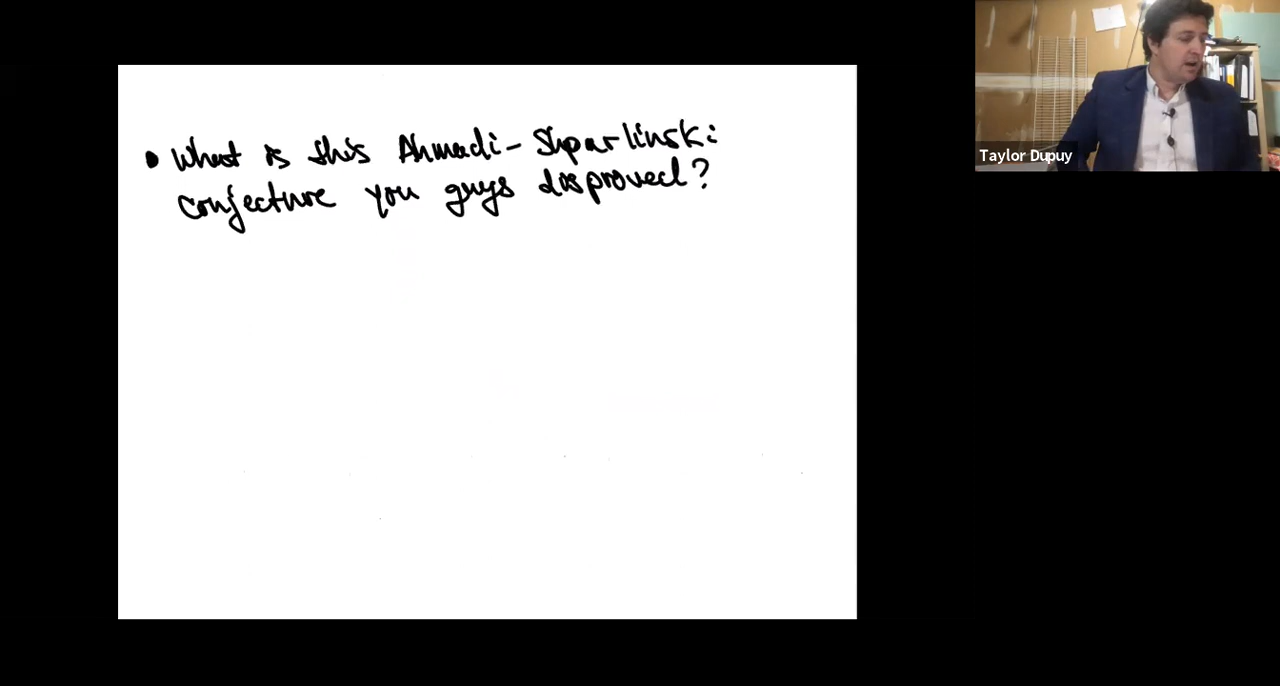 • What is this Ahmadi-Shparlinski
conjecture you guys disproved?
Taylor Dupuy